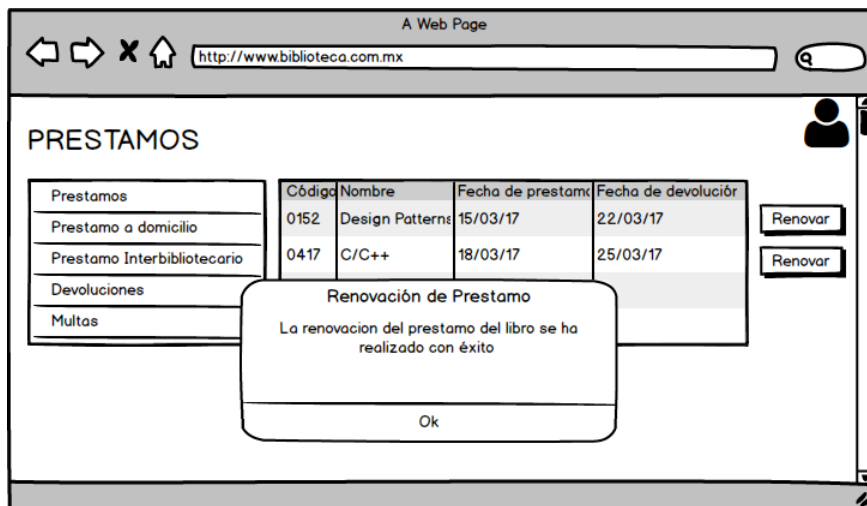 A Web Page
http://www.biblioteca.com.mx
PRESTAMOS
Prestamos
Prestamo a domicilio
Prestamo Interbibliotecario
Devoluciones
Multas
Código Nombre Fecha de prestamo Fecha de devolución
0152 Design Patterns 15/03/17 22/03/17 Renovar
0417 C/C++ 18/03/17 25/03/17 Renovar
Renovación de Prestamo
La renovacion del prestamo del libro se ha
realizado con éxito
Ok